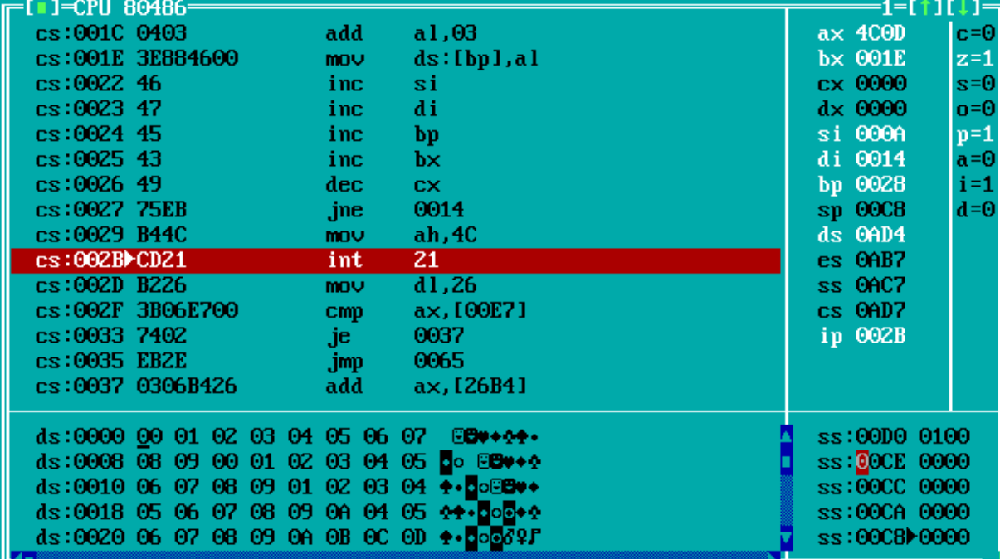 [■]=CPU 80486 1=[↑][↓]
cs:001C 0403 add al,03
cs:001E 3E884600 mov ds:[bp],al
cs:0022 46 inc si
cs:0023 47 inc di
cs:0024 45 inc bp
cs:0025 43 inc bx
cs:0026 49 dec cx
cs:0027 75EB jne 0014
cs:0029 B44C mov ah,4C
cs:002B►CD21 int 21
cs:002D B226 mov dl,26
cs:002F 3B06E700 cmp ax,[00E7]
cs:0033 7402 je 0037
cs:0035 EB2E jmp 0065
cs:0037 0306B426 add ax,[26B4]
ax 4C0D
bx 001E
cx 0000
dx 0000
si 000A
di 0014
bp 0028
sp 00C8
ds 0AD4
es 0AB7
ss 0AC7
cs 0AD7
ip 002B
c=0
z=1
s=0
o=0
p=1
a=0
i=1
d=0
ds:0000 00 01 02 03 04 05 06 07 ☺☻♥♦♣♠•
ds:0008 08 09 00 01 02 03 04 05 ◘○ ☺☻♥♦♣
ds:0010 06 07 08 09 01 02 03 04 ♠•◘○☺☻♥♦
ds:0018 05 06 07 08 09 0A 04 05 ♣♠•◘○◙♦♣
ds:0020 06 07 08 09 0A 0B 0C 0D ♠•◘○◙♂♀♪
ss:00D0 0100
ss:00CE 0000
ss:00CC 0000
ss:00CA 0000
ss:00C8►0000